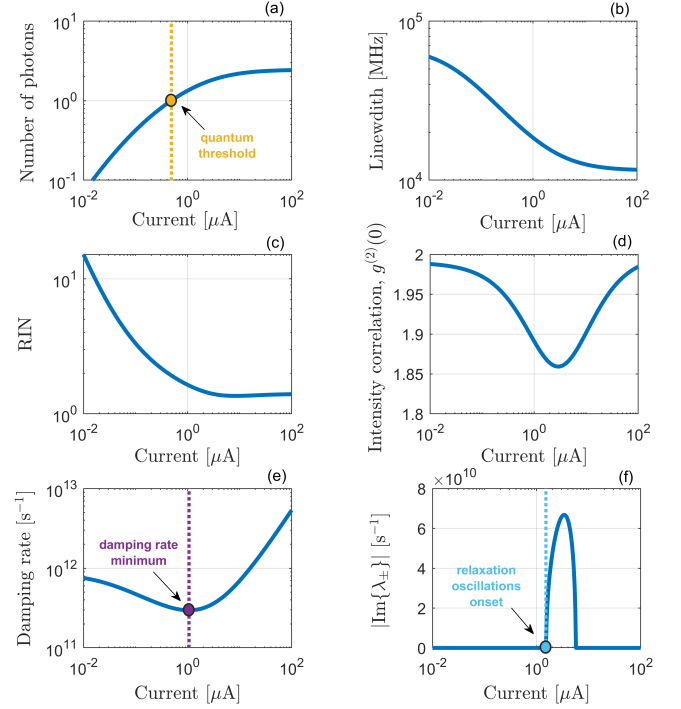 (a)
Number of photons
10^1
10^0
10^-1
quantum
threshold
10^-2
10^0
10^2
Current [μA]
(b)
Linewdith [MHz]
10^5
10^4
10^-2
10^0
10^2
Current [μA]
(c)
RIN
10^1
10^0
10^-2
10^0
10^2
Current [μA]
(d)
Intensity correlation, g^(2)(0)
2
1.95
1.9
1.85
1.8
10^-2
10^0
10^2
Current [μA]
(e)
Damping rate [s^-1]
10^13
10^12
10^11
damping rate
minimum
10^-2
10^0
10^2
Current [μA]
(f)
|Im{λ±}| [s^-1]
×10^10
8
6
4
2
0
relaxation
oscillations
onset
10^-2
10^0
10^2
Current [μA]